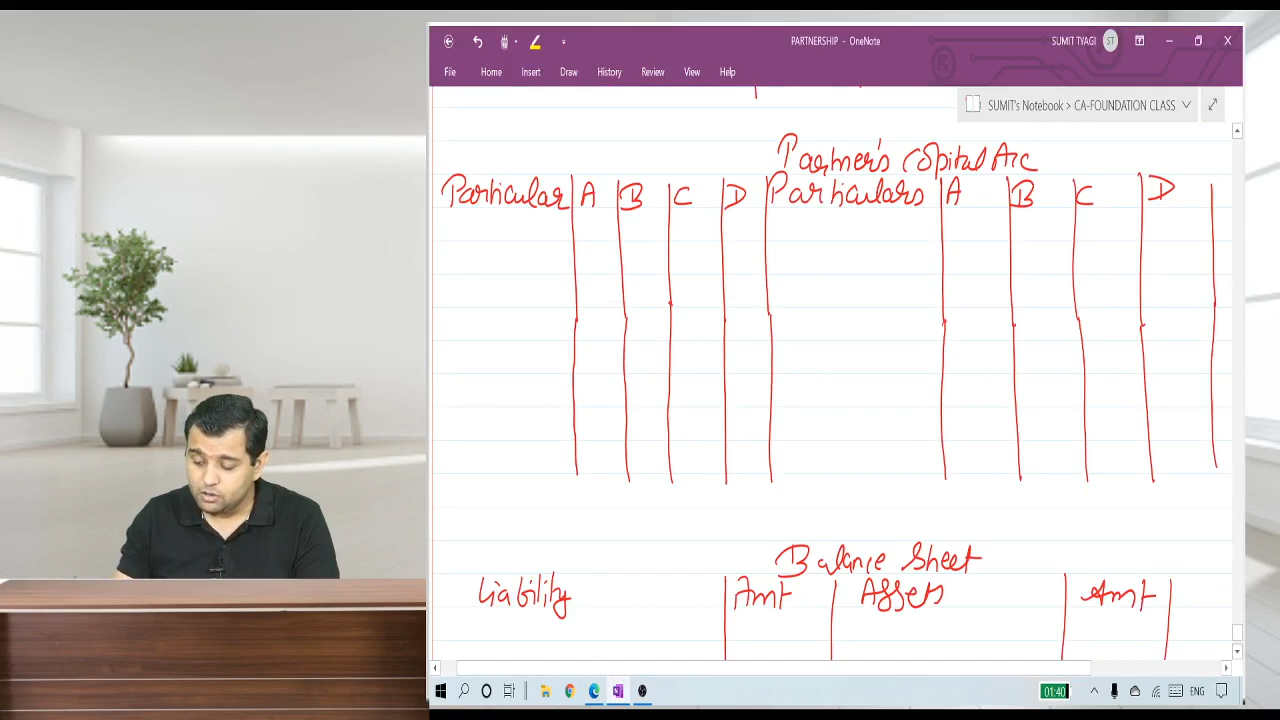 PARTNERSHIP - OneNote
SUMIT TYAGI ST
File Home Insert Draw History Review View Help
SUMIT's Notebook > CA-FOUNDATION CLASS
Partner's Capital A/c
Particular A B C D Particulars A B C D
Balance Sheet
Liability Amt Assets Amt
01:40 ENG